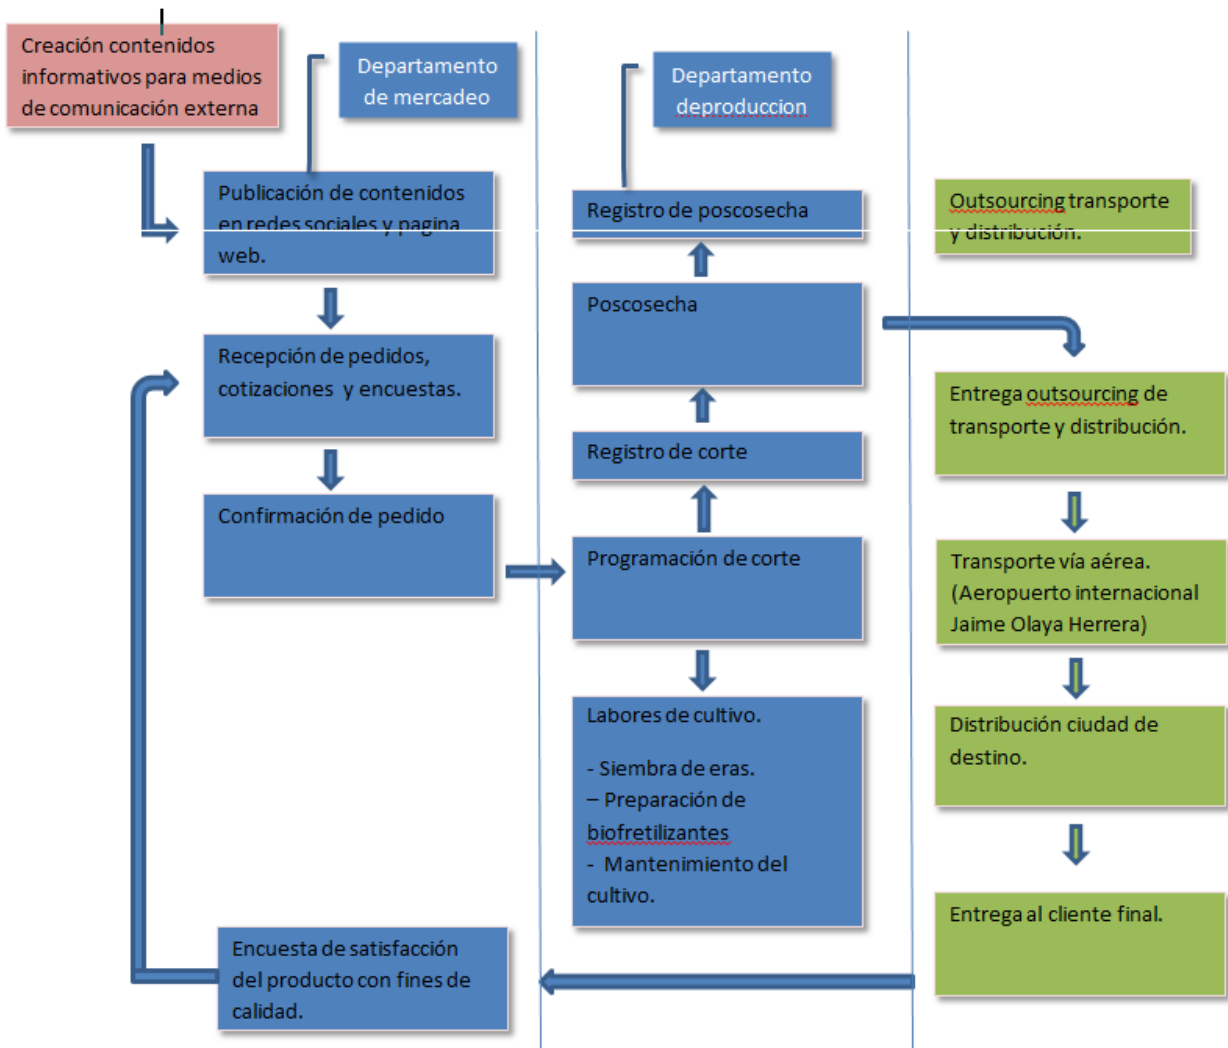 Creación contenidos
informativos para medios
de comunicación externa
Departamento
de mercadeo
Publicación de contenidos
en redes sociales y pagina
web.
Recepción de pedidos,
cotizaciones y encuestas.
Confirmación de pedido
Encuesta de satisfacción
del producto con fines de
calidad.
Departamento
deproduccion
Registro de poscosecha
Poscosecha
Registro de corte
Programación de corte
Labores de cultivo.
- Siembra de eras.
– Preparación de
biofretilizantes
- Mantenimiento del
cultivo.
Outsourcing transporte
y distribución.
Entrega outsourcing de
transporte y distribución.
Transporte vía aérea.
(Aeropuerto internacional
Jaime Olaya Herrera)
Distribución ciudad de
destino.
Entrega al cliente final.